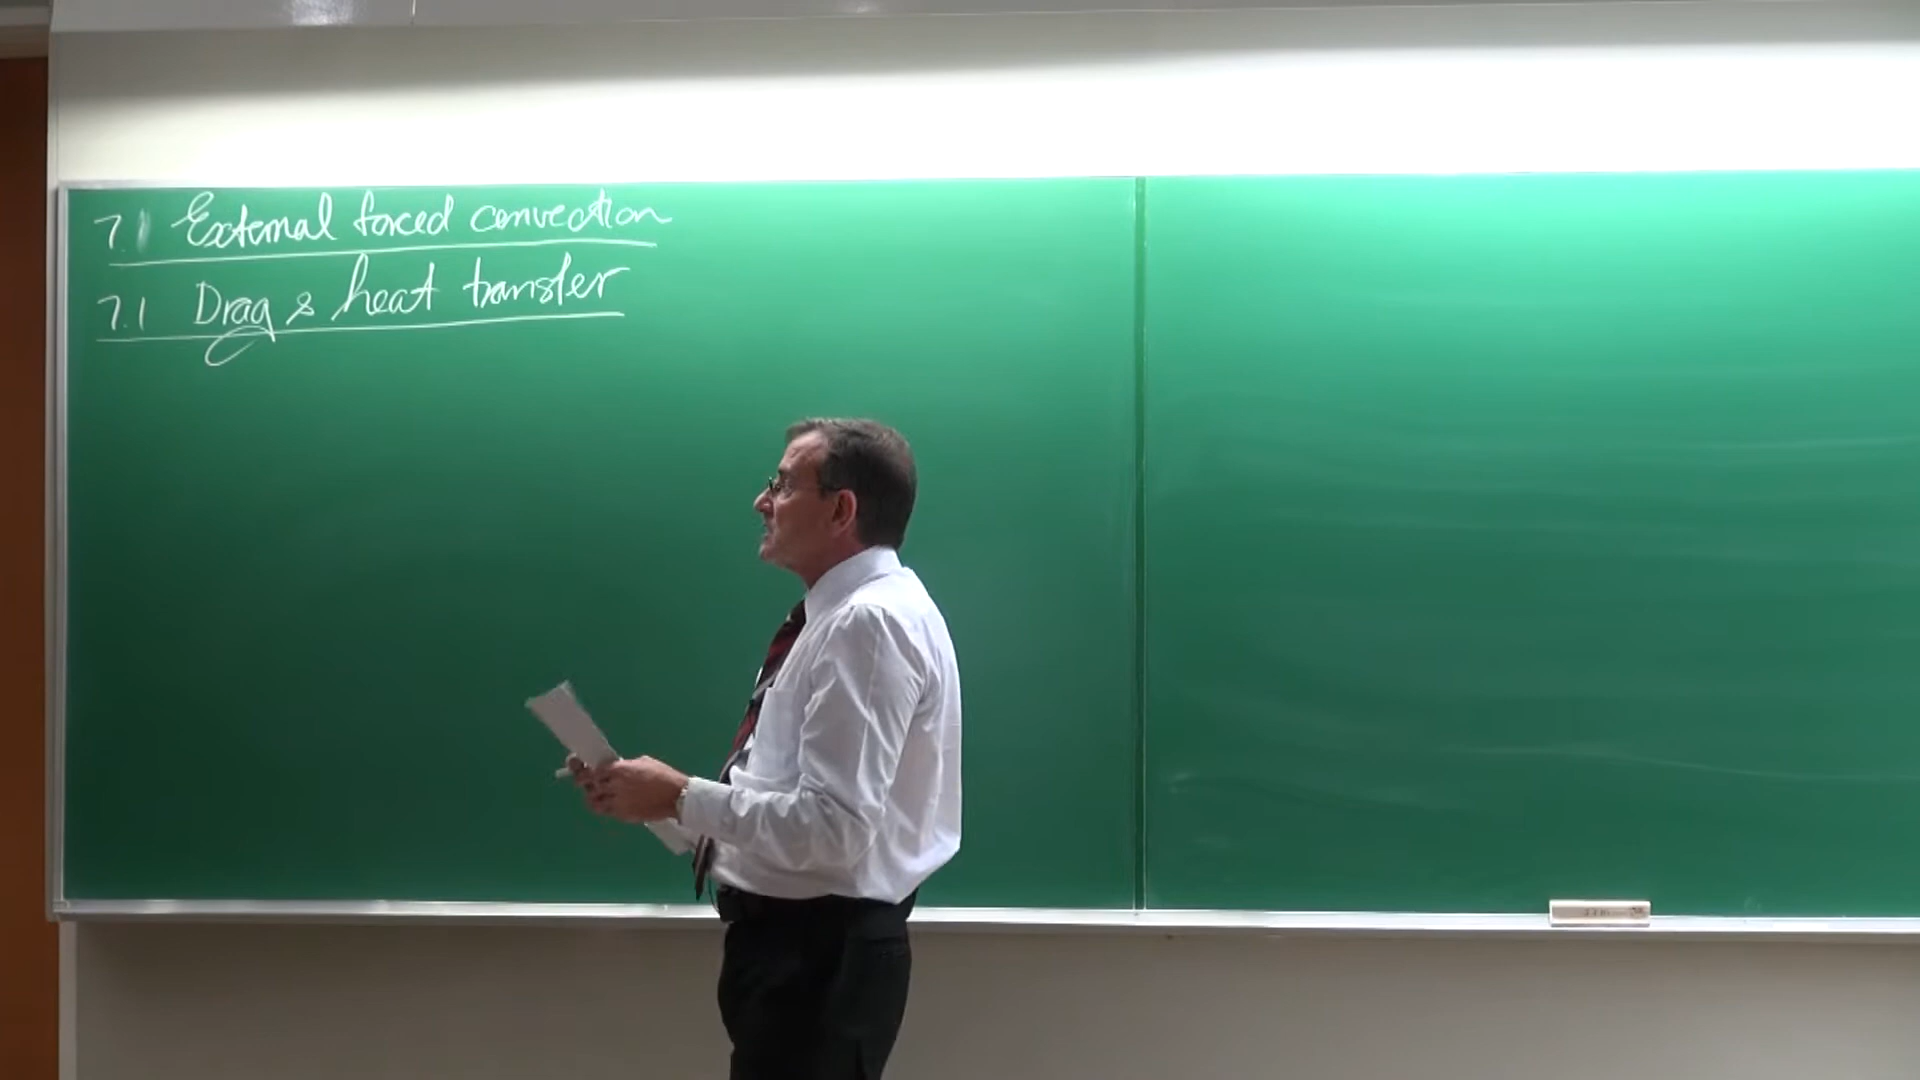 7.1 External forced convection
7.1 Drag & heat transfer